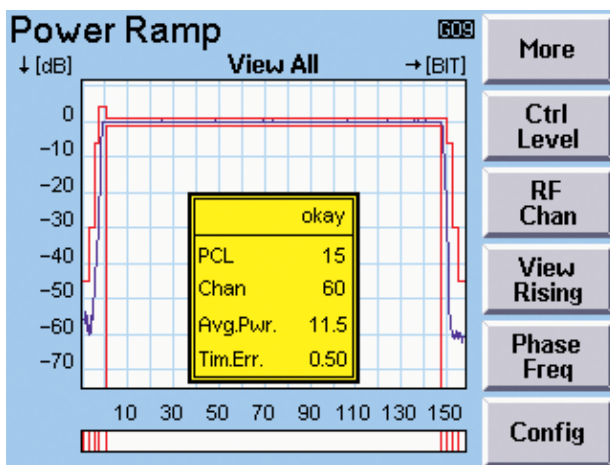 Power Ramp
G09
↓ [dB]
View All
→ [BIT]
0
-10
-20
-30
-40
-50
-60
-70
okay
PCL 15
Chan 60
Avg.Pwr. 11.5
Tim.Err. 0.50
10 30 50 70 90 110 130 150
More
Ctrl
Level
RF
Chan
View
Rising
Phase
Freq
Config